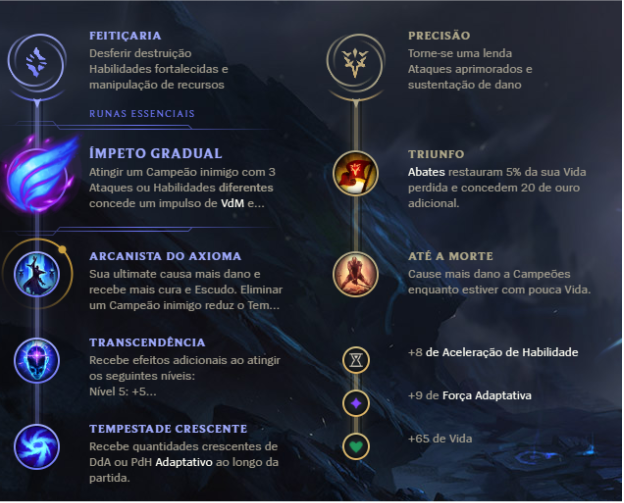 FEITIÇARIA
Desferir destruição
Habilidades fortalecidas e
manipulação de recursos
RUNAS ESSENCIAIS
ÍMPETO GRADUAL
Atingir um Campeão inimigo com 3
Ataques ou Habilidades diferentes
concede um impulso de VdM e...
ARCANISTA DO AXIOMA
Sua ultimate causa mais dano e
recebe mais cura e Escudo. Eliminar
um Campeão inimigo reduz o Tem...
TRANSCENDÊNCIA
Recebe efeitos adicionais ao atingir
os seguintes níveis:
Nível 5: +5...
TEMPESTADE CRESCENTE
Recebe quantidades crescentes de
DdA ou PdH Adaptativo ao longo da
partida.
PRECISÃO
Torne-se uma lenda
Ataques aprimorados e
sustentação de dano
TRIUNFO
Abates restauram 5% da sua Vida
perdida e concedem 20 de ouro
adicional.
ATÉ A MORTE
Cause mais dano a Campeões
enquanto estiver com pouca Vida.
+8 de Aceleração de Habilidade
+9 de Força Adaptativa
+65 de Vida